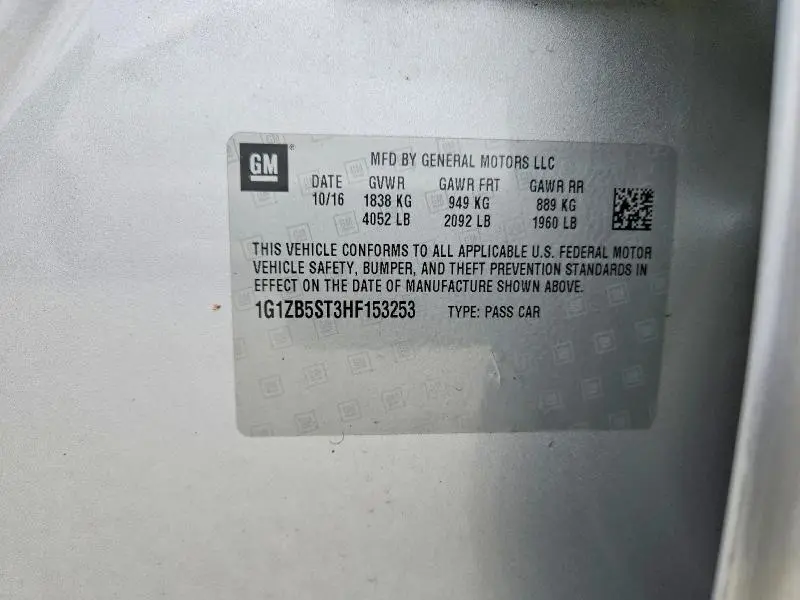 GM
MFD BY GENERAL MOTORS LLC
DATE GVWR GAWR FRT GAWR RR
10/16 1838 KG 949 KG 889 KG
4052 LB 2092 LB 1960 LB
THIS VEHICLE CONFORMS TO ALL APPLICABLE U.S. FEDERAL MOTOR
VEHICLE SAFETY, BUMPER, AND THEFT PREVENTION STANDARDS IN
EFFECT ON THE DATE OF MANUFACTURE SHOWN ABOVE.
1G1ZB5ST3HF153253 TYPE: PASS CAR